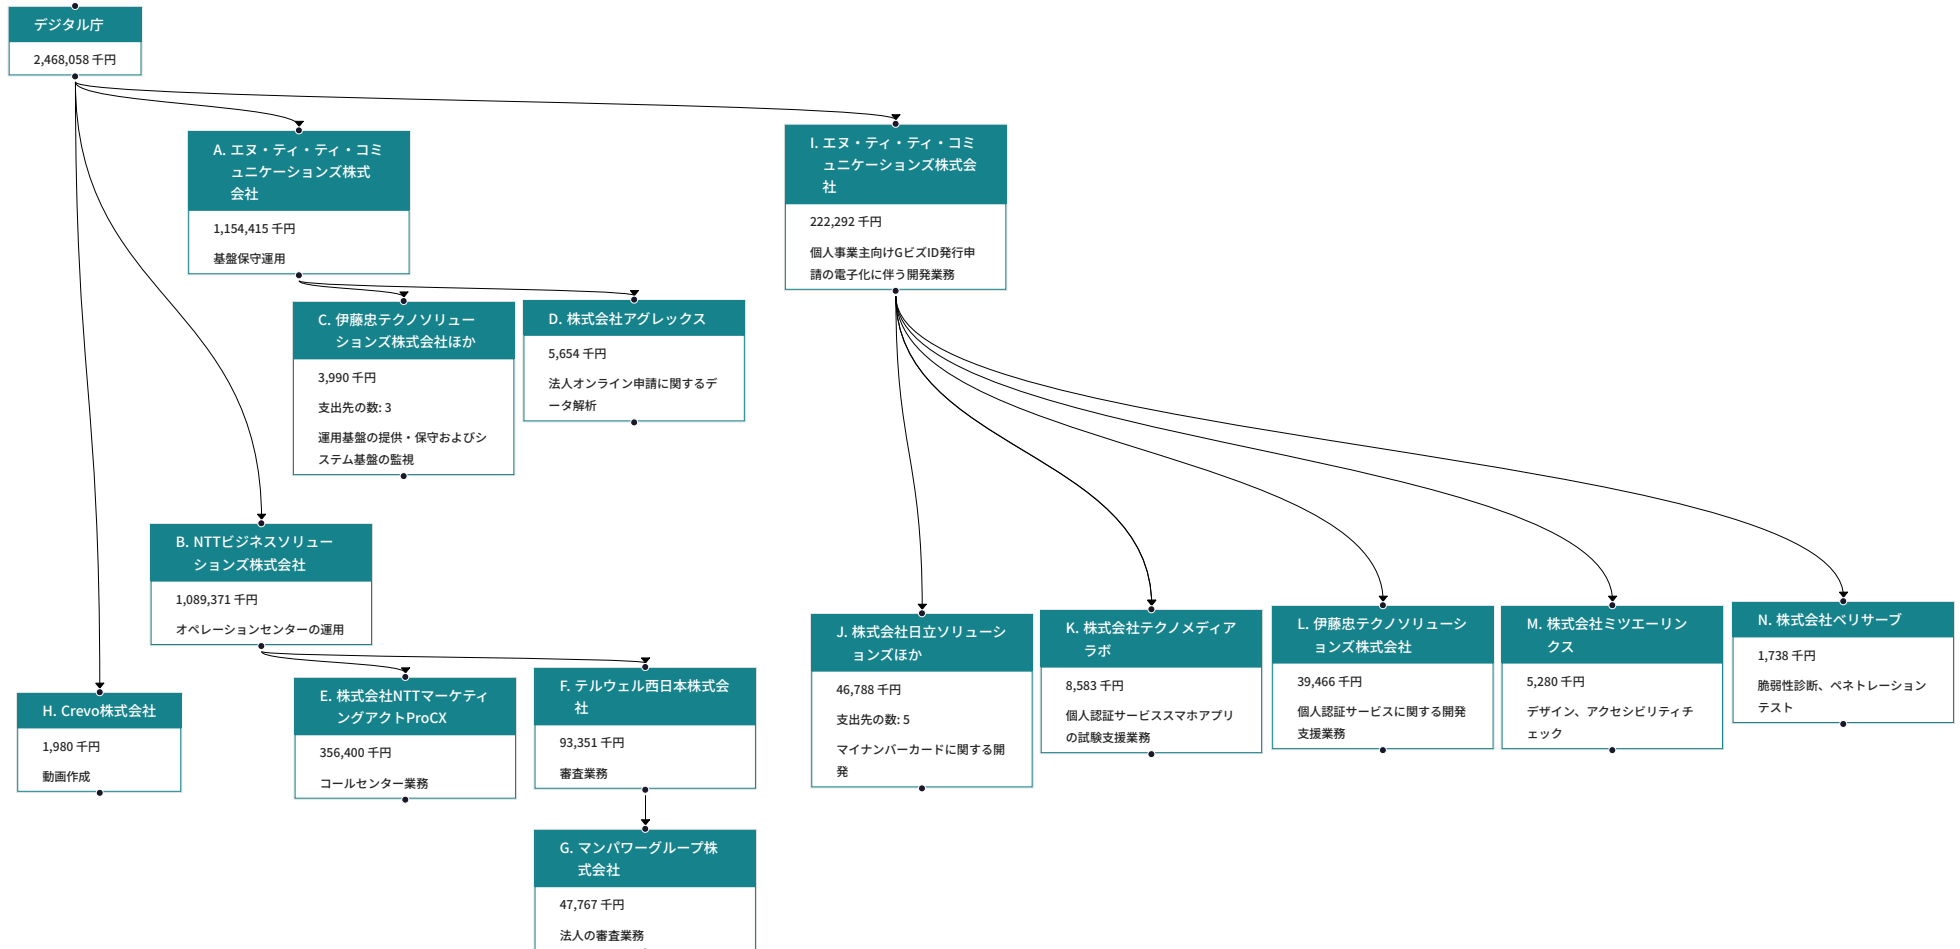 デジタル庁
2,468,058 千円
A. エヌ・ティ・ティ・コミ
ュニケーションズ株式
会社
1,154,415 千円
基盤保守運用
I. エヌ・ティ・ティ・コミ
ュニケーションズ株式会
社
222,292 千円
個人事業主向けGビズID発行申
請の電子化に伴う開発業務
C. 伊藤忠テクノソリュー
ションズ株式会社ほか
3,990 千円
支出先の数: 3
運用基盤の提供・保守およびシ
ステム基盤の監視
D. 株式会社アグレックス
5,654 千円
法人オンライン申請に関するデ
ータ解析
B. NTTビジネスソリュー
ションズ株式会社
1,089,371 千円
オペレーションセンターの運用
H. Crevo株式会社
1,980 千円
動画作成
E. 株式会社NTTマーケティ
ングアクトProCX
356,400 千円
コールセンター業務
F. テルウェル西日本株式会
社
93,351 千円
審査業務
G. マンパワーグループ株
式会社
47,767 千円
法人の審査業務
J. 株式会社日立ソリューシ
ョンズほか
46,788 千円
支出先の数: 5
マイナンバーカードに関する開
発
K. 株式会社テクノメディア
ラボ
8,583 千円
個人認証サービススマホアプリ
の試験支援業務
L. 伊藤忠テクノソリューシ
ョンズ株式会社
39,466 千円
個人認証サービスに関する開発
支援業務
M. 株式会社ミツエーリン
クス
5,280 千円
デザイン、アクセシビリティチ
ェック
N. 株式会社ベリサーブ
1,738 千円
脆弱性診断、ペネトレーション
テスト